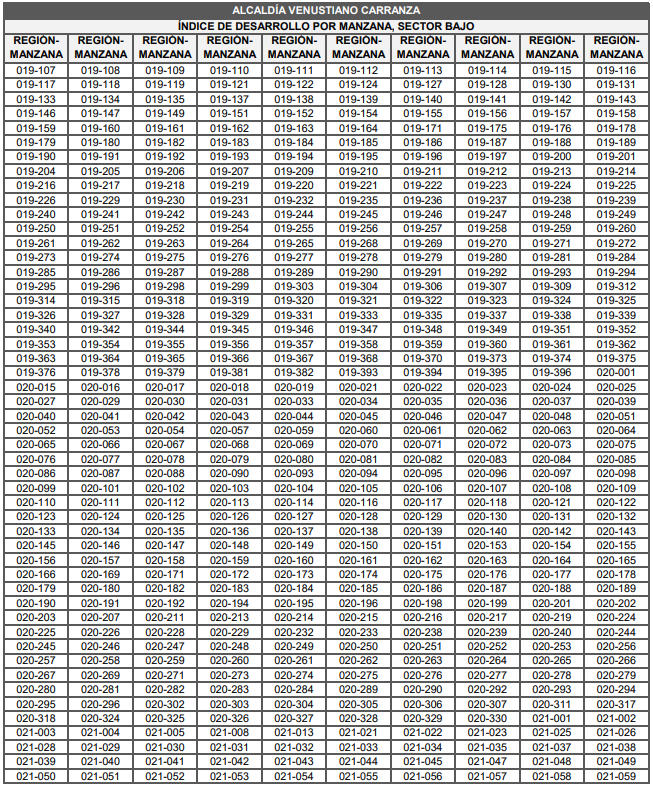 ALCALDÍA VENUSTIANO CARRANZA
ÍNDICE DE DESARROLLO POR MANZANA, SECTOR BAJO
REGIÓN- REGIÓN- REGIÓN- REGIÓN- REGIÓN- REGIÓN- REGIÓN- REGIÓN- REGIÓN- REGIÓN-
MANZANA MANZANA MANZANA MANZANA MANZANA MANZANA MANZANA MANZANA MANZANA MANZANA
019-107 019-108 019-109 019-110 019-111 019-112 019-113 019-114 019-115 019-116
019-117 019-118 019-119 019-121 019-122 019-124 019-127 019-128 019-130 019-131
019-133 019-134 019-135 019-137 019-138 019-139 019-140 019-141 019-142 019-143
019-146 019-147 019-149 019-151 019-152 019-154 019-155 019-156 019-157 019-158
019-159 019-160 019-161 019-162 019-163 019-164 019-171 019-175 019-176 019-178
019-179 019-180 019-182 019-183 019-184 019-185 019-186 019-187 019-188 019-189
019-190 019-191 019-192 019-193 019-194 019-195 019-196 019-197 019-200 019-201
019-204 019-205 019-206 019-207 019-209 019-210 019-211 019-212 019-213 019-214
019-216 019-217 019-218 019-219 019-220 019-221 019-222 019-223 019-224 019-225
019-226 019-229 019-230 019-231 019-232 019-235 019-236 019-237 019-238 019-239
019-240 019-241 019-242 019-243 019-244 019-245 019-246 019-247 019-248 019-249
019-250 019-251 019-252 019-254 019-255 019-256 019-257 019-258 019-259 019-260
019-261 019-262 019-263 019-264 019-265 019-268 019-269 019-270 019-271 019-272
019-273 019-274 019-275 019-276 019-277 019-278 019-279 019-280 019-281 019-284
019-285 019-286 019-287 019-288 019-289 019-290 019-291 019-292 019-293 019-294
019-295 019-296 019-298 019-299 019-303 019-304 019-306 019-307 019-309 019-312
019-314 019-315 019-318 019-319 019-320 019-321 019-322 019-323 019-324 019-325
019-326 019-327 019-328 019-329 019-331 019-333 019-335 019-337 019-338 019-339
019-340 019-342 019-344 019-345 019-346 019-347 019-348 019-349 019-351 019-352
019-353 019-354 019-355 019-356 019-357 019-358 019-359 019-360 019-361 019-362
019-363 019-364 019-365 019-366 019-367 019-368 019-370 019-373 019-374 019-375
019-376 019-378 019-379 019-381 019-382 019-393 019-394 019-395 019-396 020-001
020-015 020-016 020-017 020-018 020-019 020-021 020-022 020-023 020-024 020-025
020-027 020-029 020-030 020-031 020-033 020-034 020-035 020-036 020-037 020-039
020-040 020-041 020-042 020-043 020-044 020-045 020-046 020-047 020-048 020-051
020-052 020-053 020-054 020-057 020-059 020-060 020-061 020-062 020-063 020-064
020-065 020-066 020-067 020-068 020-069 020-070 020-071 020-072 020-073 020-075
020-076 020-077 020-078 020-079 020-080 020-081 020-082 020-083 020-084 020-085
020-086 020-087 020-088 020-090 020-093 020-094 020-095 020-096 020-097 020-098
020-099 020-101 020-102 020-103 020-104 020-105 020-106 020-107 020-108 020-109
020-110 020-111 020-112 020-113 020-114 020-116 020-117 020-118 020-121 020-122
020-123 020-124 020-125 020-126 020-127 020-128 020-129 020-130 020-131 020-132
020-133 020-134 020-135 020-136 020-137 020-138 020-139 020-140 020-142 020-143
020-145 020-146 020-147 020-148 020-149 020-150 020-151 020-153 020-154 020-155
020-156 020-157 020-158 020-159 020-160 020-161 020-162 020-163 020-164 020-165
020-166 020-169 020-171 020-172 020-173 020-174 020-175 020-176 020-177 020-178
020-179 020-180 020-182 020-183 020-184 020-185 020-186 020-187 020-188 020-189
020-190 020-191 020-192 020-194 020-195 020-196 020-198 020-199 020-201 020-202
020-203 020-207 020-211 020-213 020-214 020-215 020-216 020-217 020-219 020-224
020-225 020-226 020-228 020-229 020-232 020-233 020-238 020-239 020-240 020-244
020-245 020-246 020-247 020-248 020-249 020-250 020-251 020-252 020-253 020-256
020-257 020-258 020-259 020-260 020-261 020-262 020-263 020-264 020-265 020-266
020-267 020-269 020-271 020-273 020-274 020-275 020-276 020-277 020-278 020-279
020-280 020-281 020-282 020-283 020-284 020-289 020-290 020-292 020-293 020-294
020-295 020-296 020-302 020-303 020-304 020-305 020-306 020-307 020-311 020-317
020-318 020-324 020-325 020-326 020-327 020-328 020-329 020-330 021-001 021-002
021-003 021-004 021-005 021-008 021-013 021-021 021-022 021-023 021-025 021-026
021-028 021-029 021-030 021-031 021-032 021-033 021-034 021-035 021-037 021-038
021-039 021-040 021-041 021-042 021-043 021-044 021-045 021-047 021-048 021-049
021-050 021-051 021-052 021-053 021-054 021-055 021-056 021-057 021-058 021-059